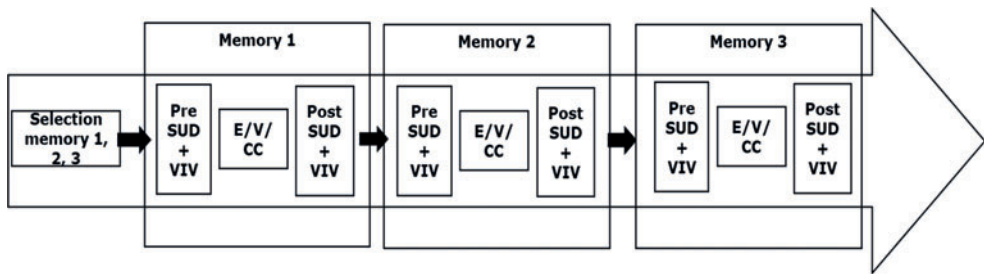 Memory 1
Memory 2
Memory 3
Selection
memory 1,
2, 3
Pre
SUD
+
VIV
E/V/
CC
Post
SUD
+
VIV
Pre
SUD
+
VIV
E/V/
CC
Post
SUD
+
VIV
Pre
SUD
+
VIV
E/V/
CC
Post
SUD
+
VIV